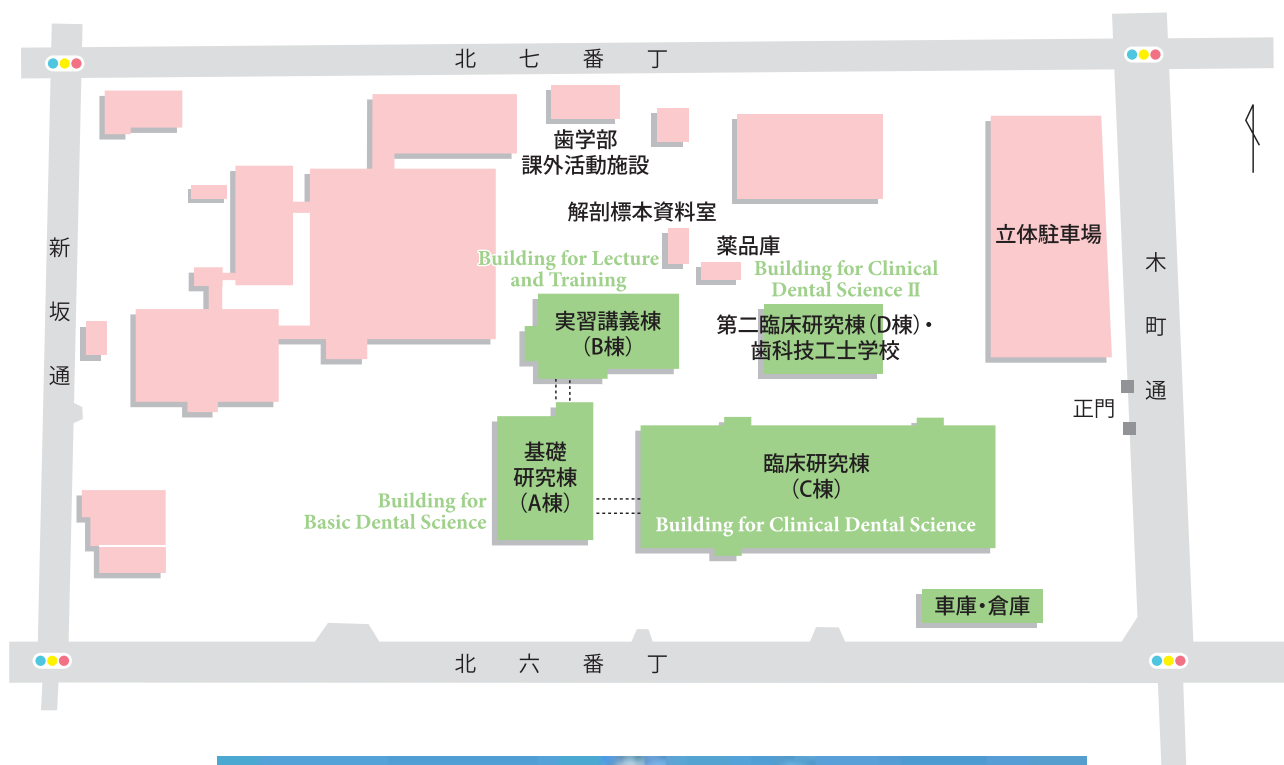 北七番丁
歯学部
課外活動施設
解剖標本資料室
薬品庫
立体駐車場
新坂通
木町通
Building for Lecture
and Training
Building for Clinical
Dental Science II
実習講義棟
（B棟）
第二臨床研究棟（D棟）・
歯科技工士学校
正門
基礎
研究棟
（A棟）
臨床研究棟
（C棟）
Building for
Basic Dental Science
Building for Clinical Dental Science
車庫・倉庫
北六番丁